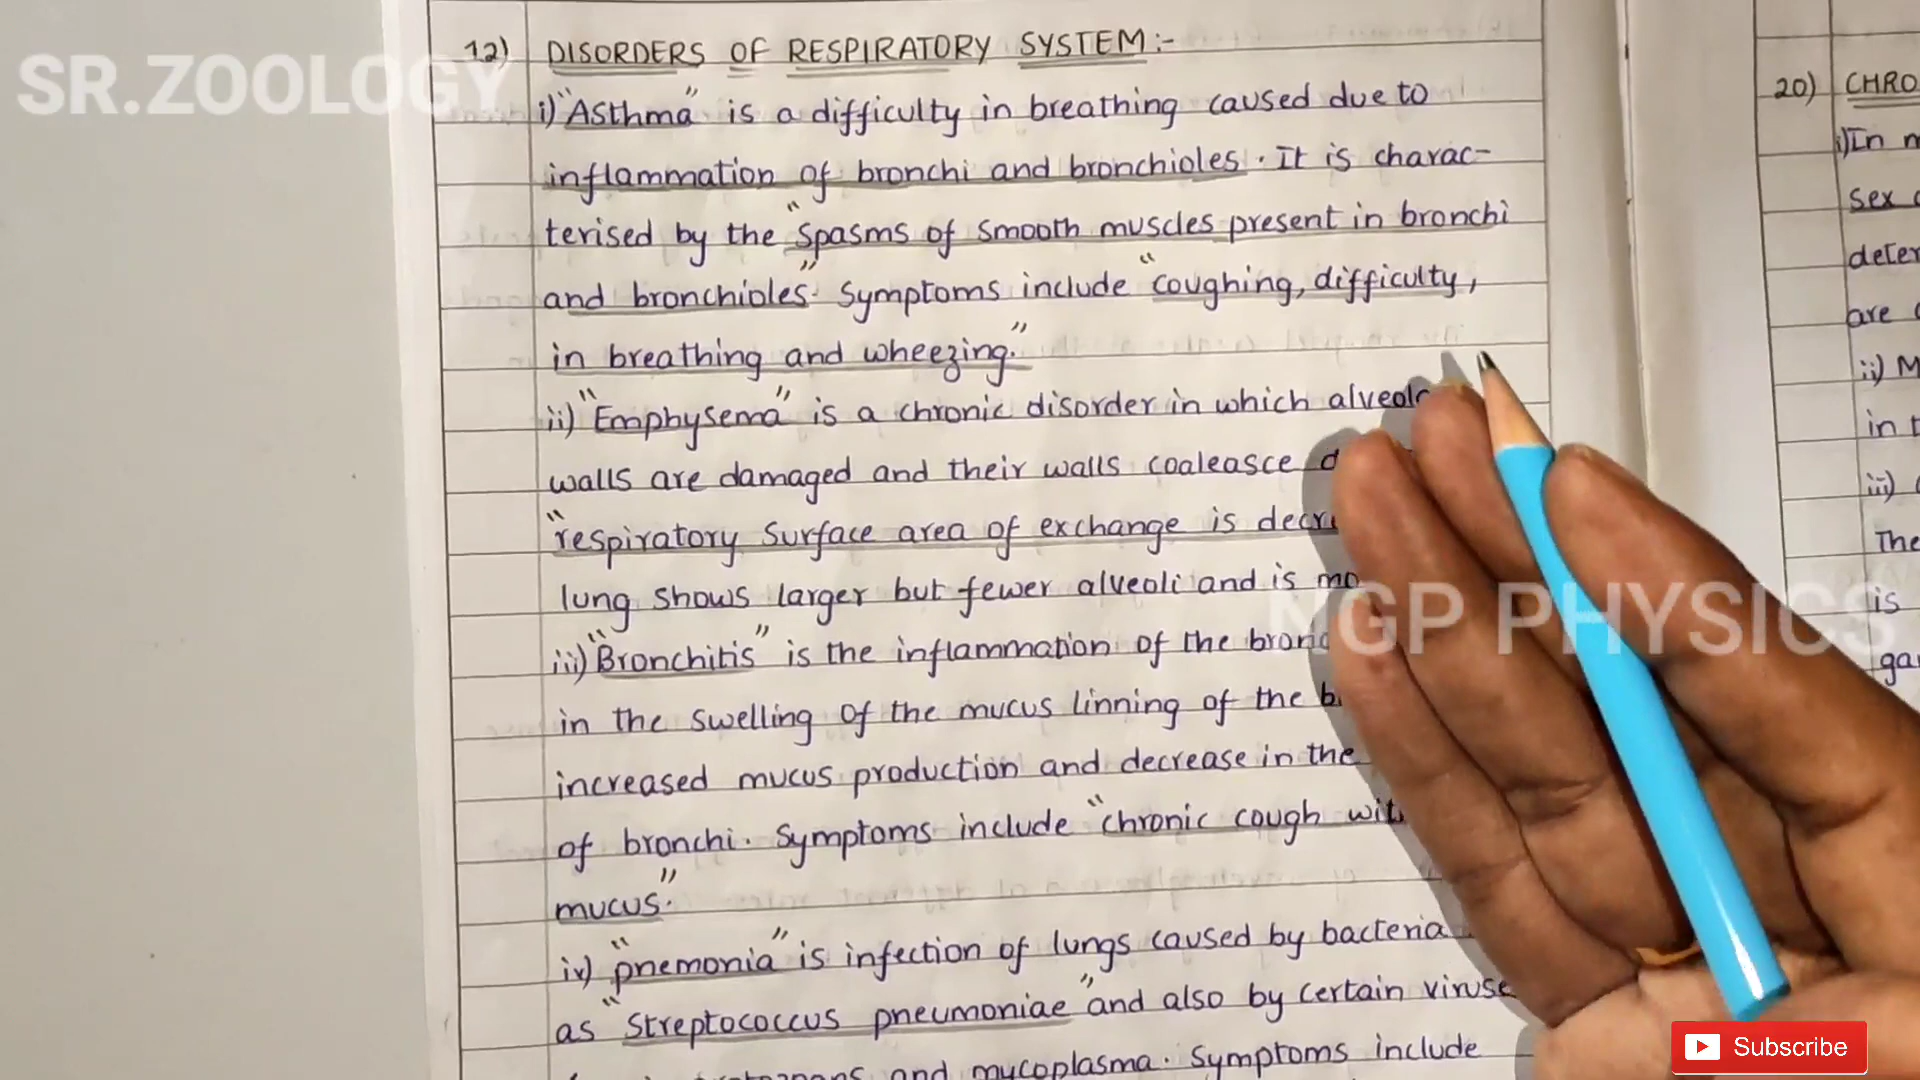 SR.ZOOLOGY
12) DISORDERS OF RESPIRATORY SYSTEM:-
i) "Asthma" is a difficulty in breathing caused due to
inflammation of bronchi and bronchioles. It is charac-
terised by the "spasms of smooth muscles present in bronchi
and bronchioles". Symptoms include "coughing, difficulty,
in breathing and wheezing."
ii) "Emphysema" is a chronic disorder in which
walls are damaged and their walls coaleasce
"respiratory surface area of exchange is
lung shows larger but fewer alveoli and is
iii) "Bronchitis" is the inflammation of the
in the swelling of the mucus linning of the
increased mucus production and decrease in the
of bronchi. Symptoms include "chronic cough
mucus."
iv) "pnemonia" is infection of lungs caused by bacteria
as "streptococcus pneumoniae" and also by certain
and mycoplasma. Symptoms include
20) CHRO
i) In
sex
deter
are
ii) M
in
iii)
The
is
ga
NGP PHYSICS
Subscribe